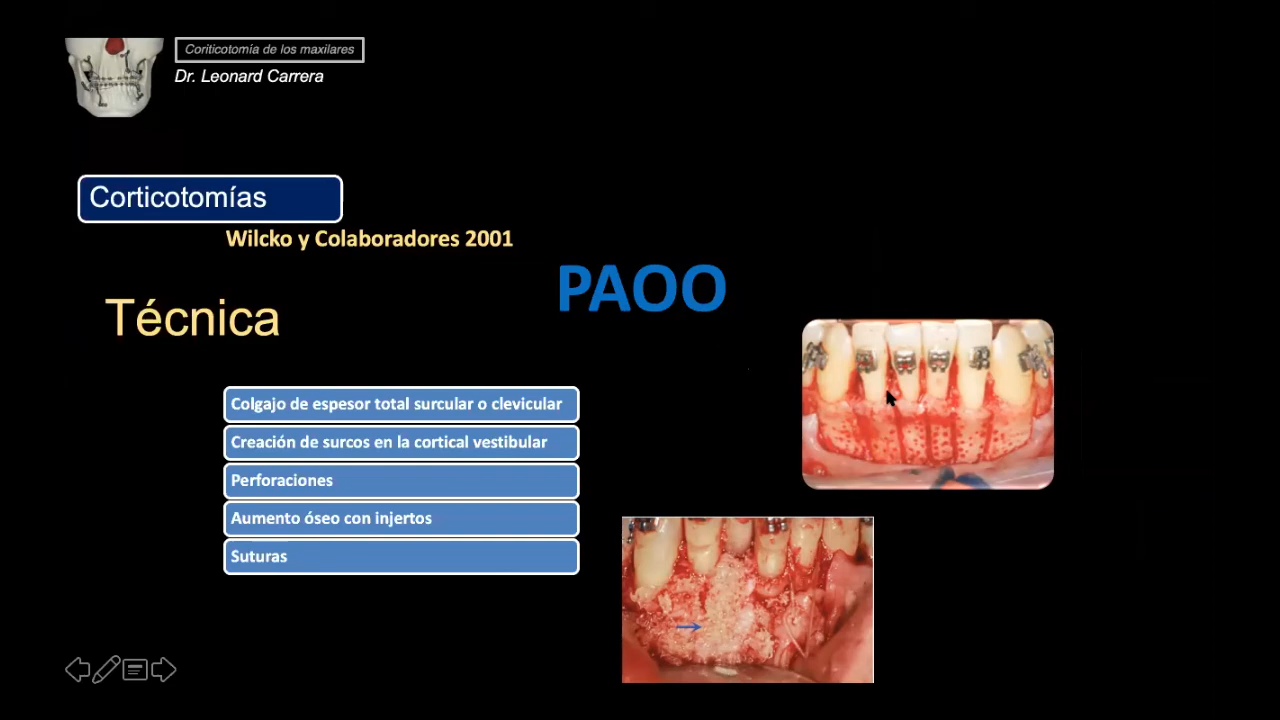 Coriticotomía de los maxilares
Dr. Leonard Carrera
Corticotomías
Wilcko y Colaboradores 2001
PAOO
Técnica
Colgajo de espesor total surcular o clevicular
Creación de surcos en la cortical vestibular
Perforaciones
Aumento óseo con injertos
Suturas